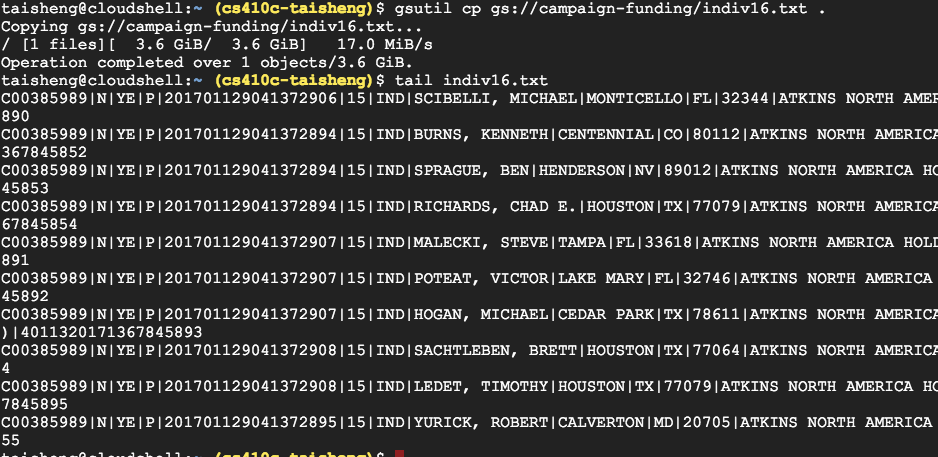 taisheng@cloudshell:~ (cs410c-taisheng)$ gsutil cp gs://campaign-funding/indiv16.txt .
Copying gs://campaign-funding/indiv16.txt...
/ [1 files][  3.6 GiB/  3.6 GiB]   17.0 MiB/s
Operation completed over 1 objects/3.6 GiB.
taisheng@cloudshell:~ (cs410c-taisheng)$ tail indiv16.txt
C00385989|N|YE|P|201701129041372906|15|IND|SCIBELLI, MICHAEL|MONTICELLO|FL|32344|ATKINS NORTH AMER
890
C00385989|N|YE|P|201701129041372894|15|IND|BURNS, KENNETH|CENTENNIAL|CO|80112|ATKINS NORTH AMERICA
367845852
C00385989|N|YE|P|201701129041372894|15|IND|SPRAGUE, BEN|HENDERSON|NV|89012|ATKINS NORTH AMERICA HO
45853
C00385989|N|YE|P|201701129041372894|15|IND|RICHARDS, CHAD E.|HOUSTON|TX|77079|ATKINS NORTH AMERICA
67845854
C00385989|N|YE|P|201701129041372907|15|IND|MALECKI, STEVE|TAMPA|FL|33618|ATKINS NORTH AMERICA HOLD
891
C00385989|N|YE|P|201701129041372907|15|IND|POTEAT, VICTOR|LAKE MARY|FL|32746|ATKINS NORTH AMERICA
45892
C00385989|N|YE|P|201701129041372907|15|IND|HOGAN, MICHAEL|CEDAR PARK|TX|78611|ATKINS NORTH AMERICA
)|4011320171367845893
C00385989|N|YE|P|201701129041372908|15|IND|SACHTLEBEN, BRETT|HOUSTON|TX|77064|ATKINS NORTH AMERICA
4
C00385989|N|YE|P|201701129041372908|15|IND|LEDET, TIMOTHY|HOUSTON|TX|77079|ATKINS NORTH AMERICA HO
7845895
C00385989|N|YE|P|201701129041372895|15|IND|YURICK, ROBERT|CALVERTON|MD|20705|ATKINS NORTH AMERICA
55
taisheng@cloudshell:~ (cs410c-taisheng)$